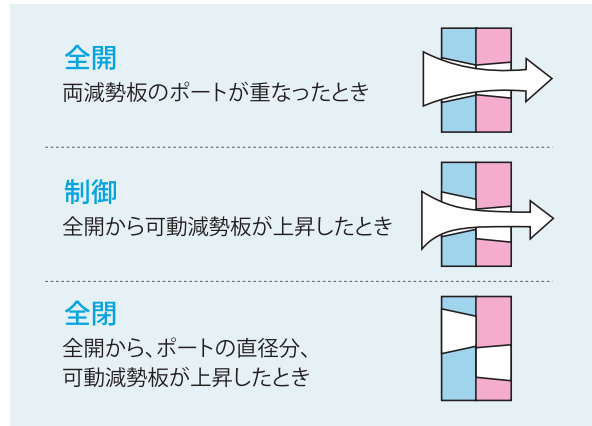 全開
両減勢板のポートが重なったとき
制御
全開から可動減勢板が上昇したとき
全閉
全開から、ポートの直径分、
可動減勢板が上昇したとき